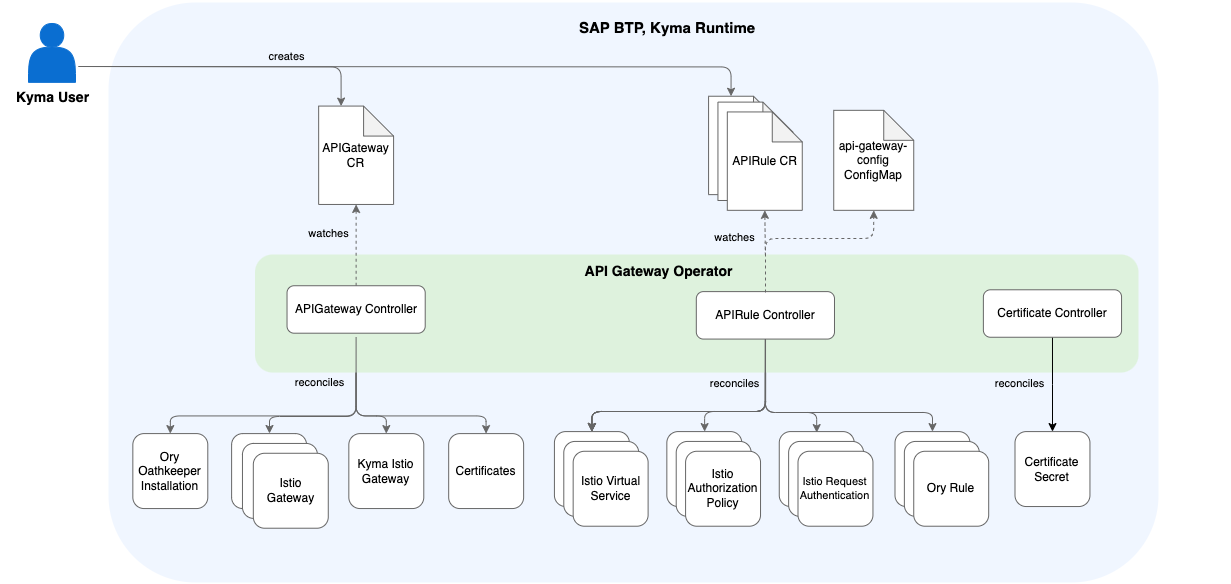 SAP BTP, Kyma Runtime
creates
Kyma User
APIGateway
CR
APIRule CR
api-gateway-
config
ConfigMap
watches
watches
API Gateway Operator
APIGateway Controller
APIRule Controller
Certificate Controller
reconciles
reconciles
reconciles
Ory
Oathkeeper
Installation
Istio
Gateway
Kyma Istio
Gateway
Certificates
Istio Virtual
Service
Istio
Authorization
Policy
Istio Request
Authentication
Ory Rule
Certificate
Secret